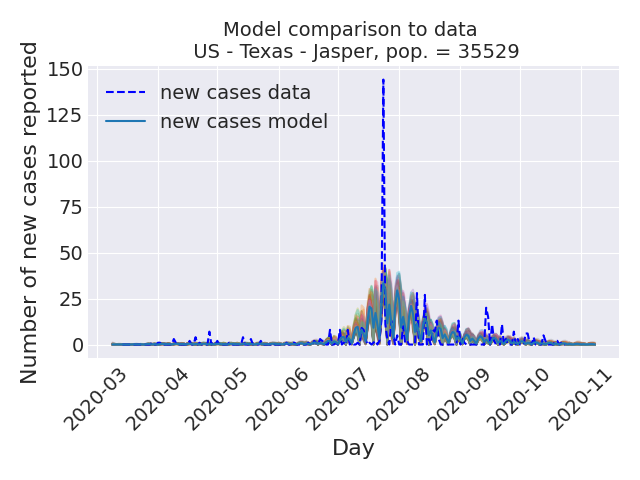 Model comparison to data
US - Texas - Jasper, pop. = 35529
Number of new cases reported
150
125
100
75
50
25
0
new cases data
new cases model
2020-03
2020-04
2020-05
2020-06
2020-07
2020-08
2020-09
2020-10
2020-11
Day